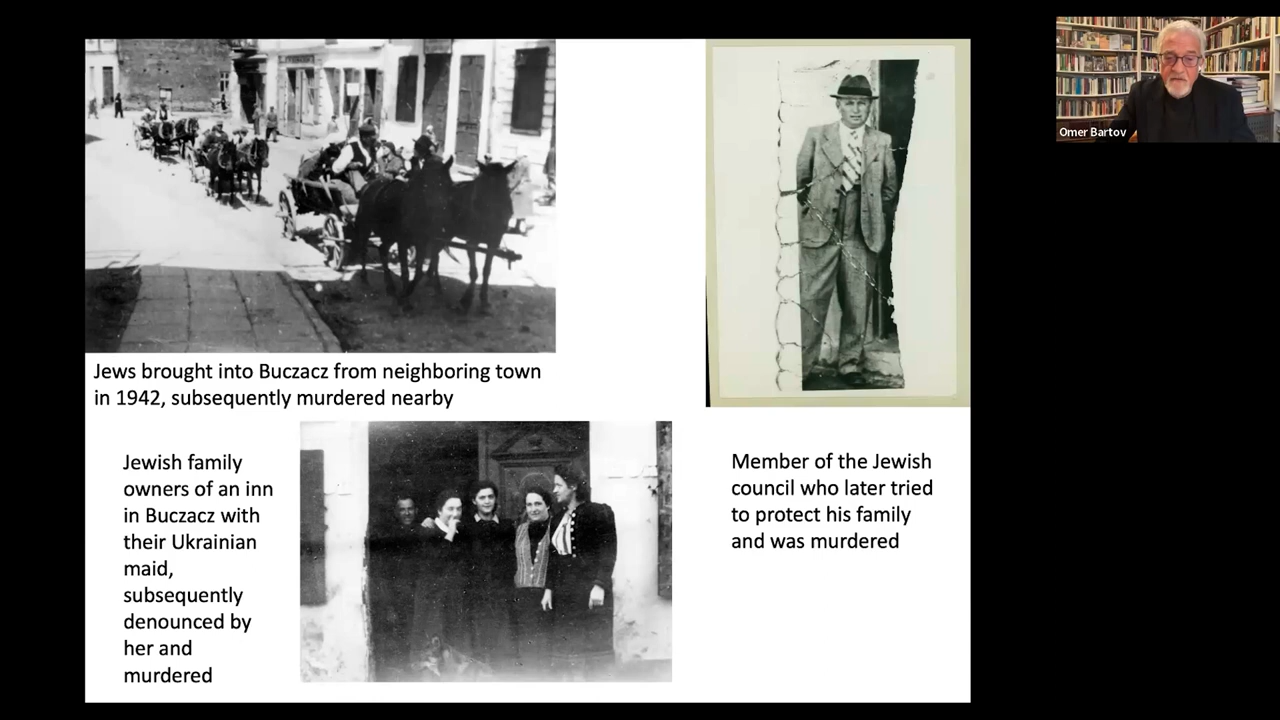 Omer Bartov
Jews brought into Buczacz from neighboring town
in 1942, subsequently murdered nearby
Jewish family
owners of an inn
in Buczacz with
their Ukrainian
maid,
subsequently
denounced by
her and
murdered
Member of the Jewish
council who later tried
to protect his family
and was murdered